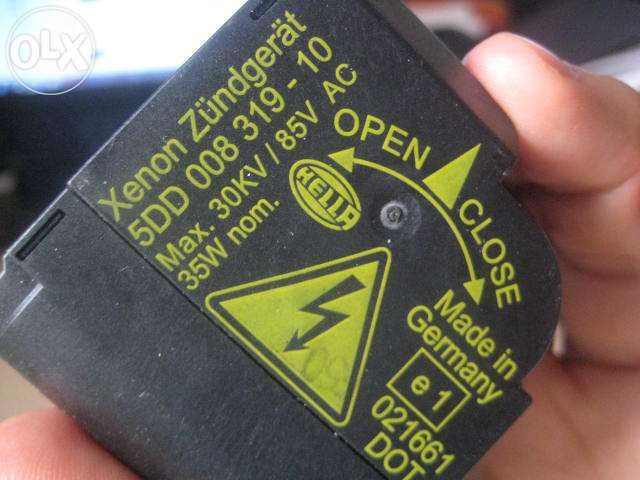 OLX
Xenon Zündgerät
5DD 008 319 - 10
Max. 30KV / 85V AC
35W nom.
HELLA
OPEN
CLOSE
Made in
Germany
e 1
021661
DOT